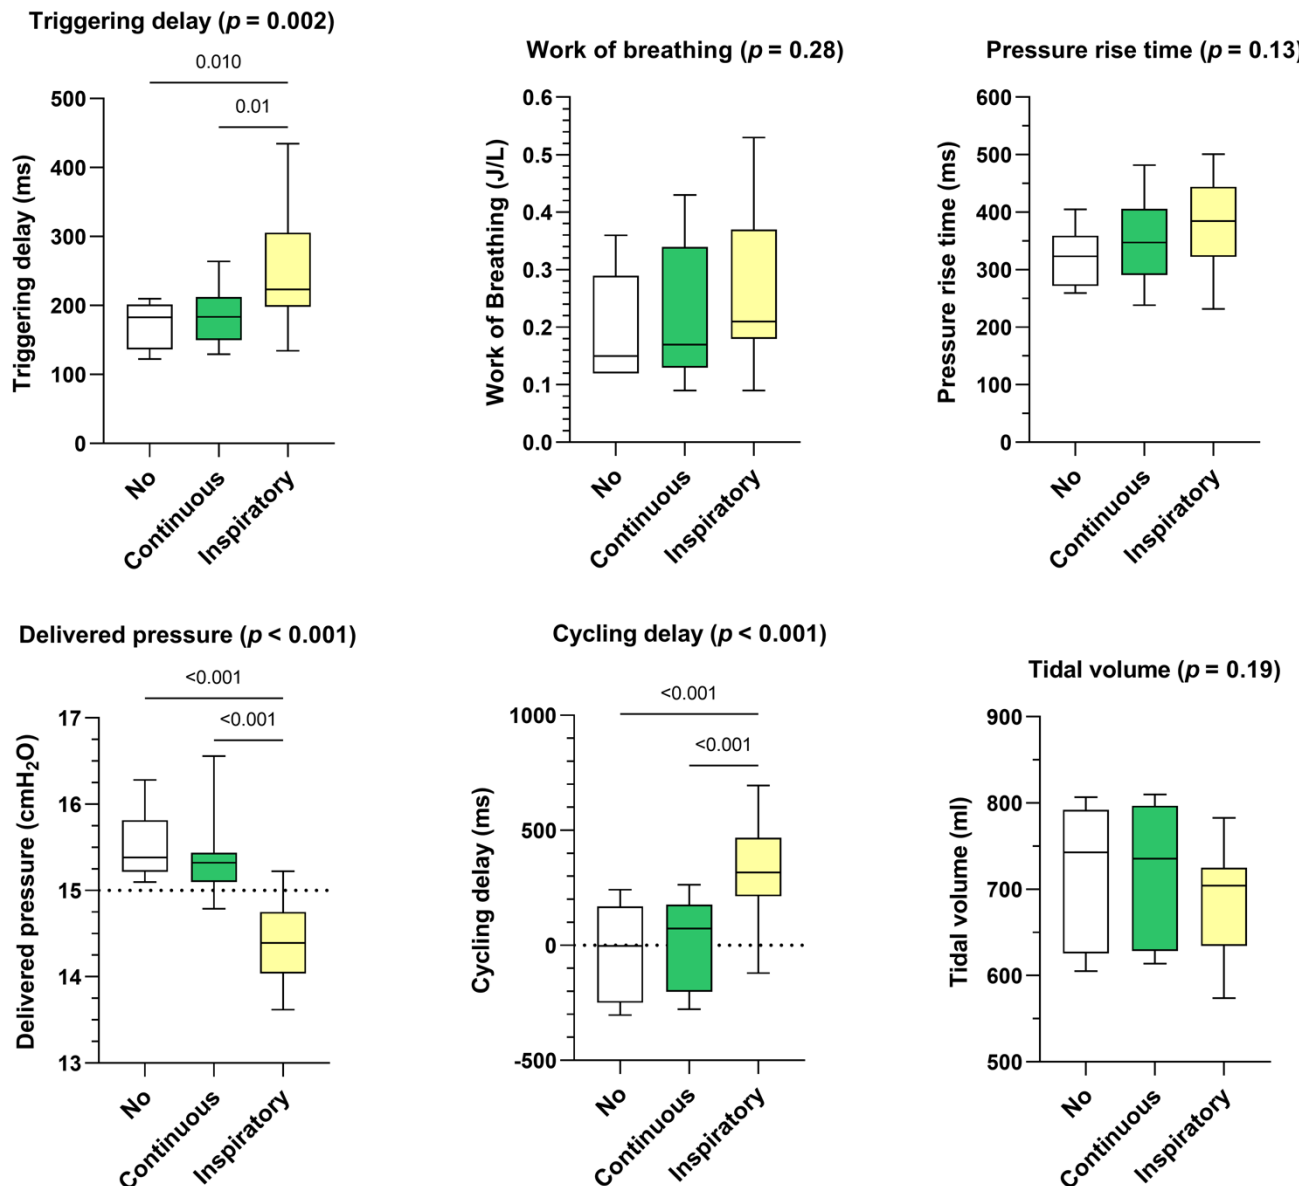 Triggering delay (p = 0.002)
0.010
0.01
500
400
300
200
100
0
Triggering delay (ms)
No
Continuous
Inspiratory
Work of breathing (p = 0.28)
0.6
0.5
0.4
0.3
0.2
0.1
0.0
Work of Breathing (J/L)
No
Continuous
Inspiratory
Pressure rise time (p = 0.13)
600
500
400
300
200
100
0
Pressure rise time (ms)
No
Continuous
Inspiratory
Delivered pressure (p < 0.001)
<0.001
<0.001
17
16
15
14
13
Delivered pressure (cmH₂O)
No
Continuous
Inspiratory
Cycling delay (p < 0.001)
<0.001
<0.001
1000
500
0
-500
Cycling delay (ms)
No
Continuous
Inspiratory
Tidal volume (p = 0.19)
900
800
700
600
500
Tidal volume (ml)
No
Continuous
Inspiratory